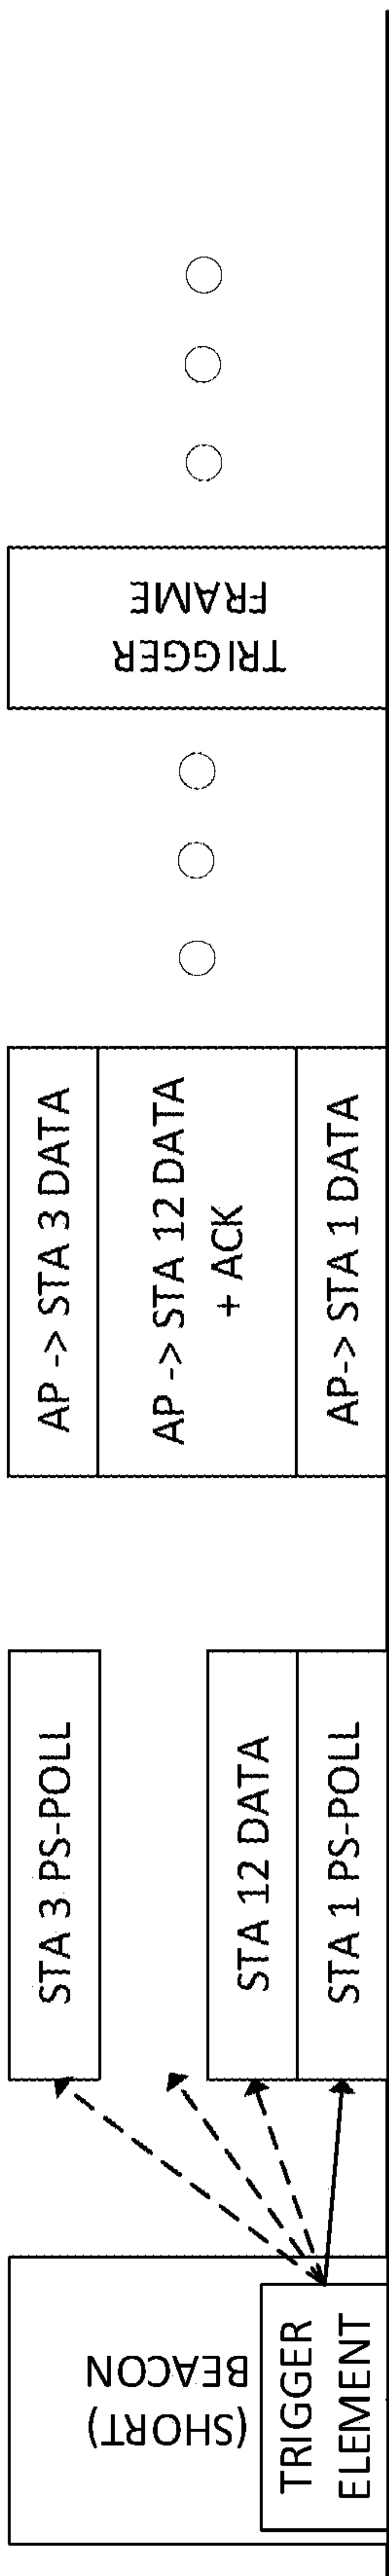 (SHORT)
BEACON
TRIGGER
ELEMENT
STA 3 PS-POLL
STA 12 DATA
STA 1 PS-POLL
AP -> STA 3 DATA
AP -> STA 12 DATA
+ ACK
AP-> STA 1 DATA
TRIGGER
FRAME